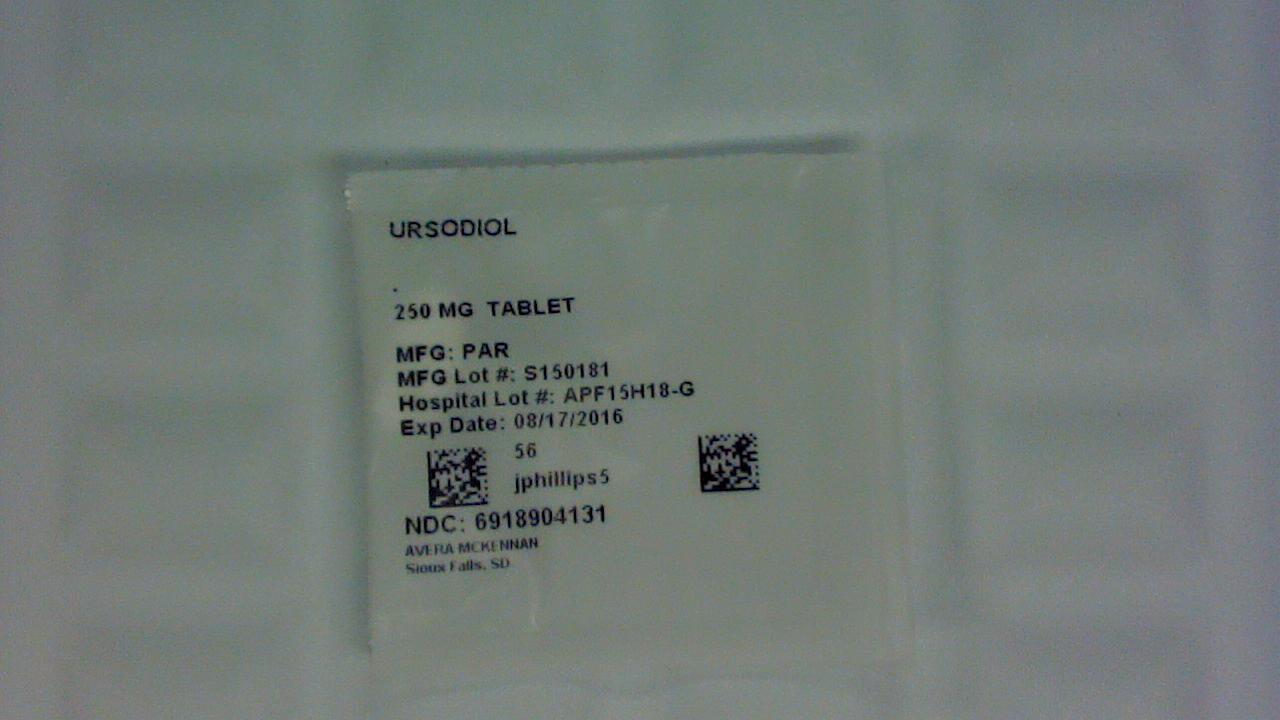 URSODIOL
.
250 MG TABLET
MFG: PAR
MFG Lot #: S150181
Hospital Lot #: APF15H18-G
Exp Date: 08/17/2016
56
jphillips5
NDC: 6918904131
AVERA MCKENNAN
Sioux Falls, SD